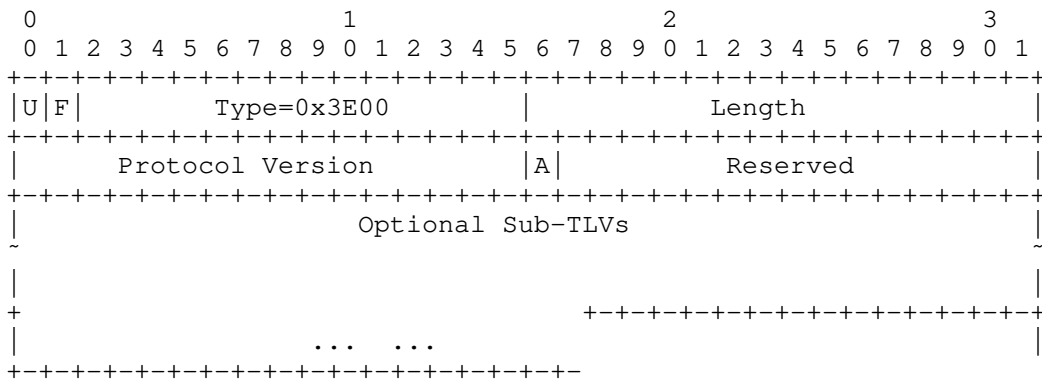 0                   1                   2                   3
 0 1 2 3 4 5 6 7 8 9 0 1 2 3 4 5 6 7 8 9 0 1 2 3 4 5 6 7 8 9 0 1
+-+-+-+-+-+-+-+-+-+-+-+-+-+-+-+-+-+-+-+-+-+-+-+-+-+-+-+-+-+-+-+-+
|U|F|        Type=0x3E00        |           Length              |
+-+-+-+-+-+-+-+-+-+-+-+-+-+-+-+-+-+-+-+-+-+-+-+-+-+-+-+-+-+-+-+-+
|      Protocol Version         |A|          Reserved           |
+-+-+-+-+-+-+-+-+-+-+-+-+-+-+-+-+-+-+-+-+-+-+-+-+-+-+-+-+-+-+-+-+
|                     Optional Sub-TLVs                         |
~                                                               ~
|                                                               |
+                                   +-+-+-+-+-+-+-+-+-+-+-+-+-+-+
|                  ...  ...                                     |
+-+-+-+-+-+-+-+-+-+-+-+-+-+-+-+-+-+-